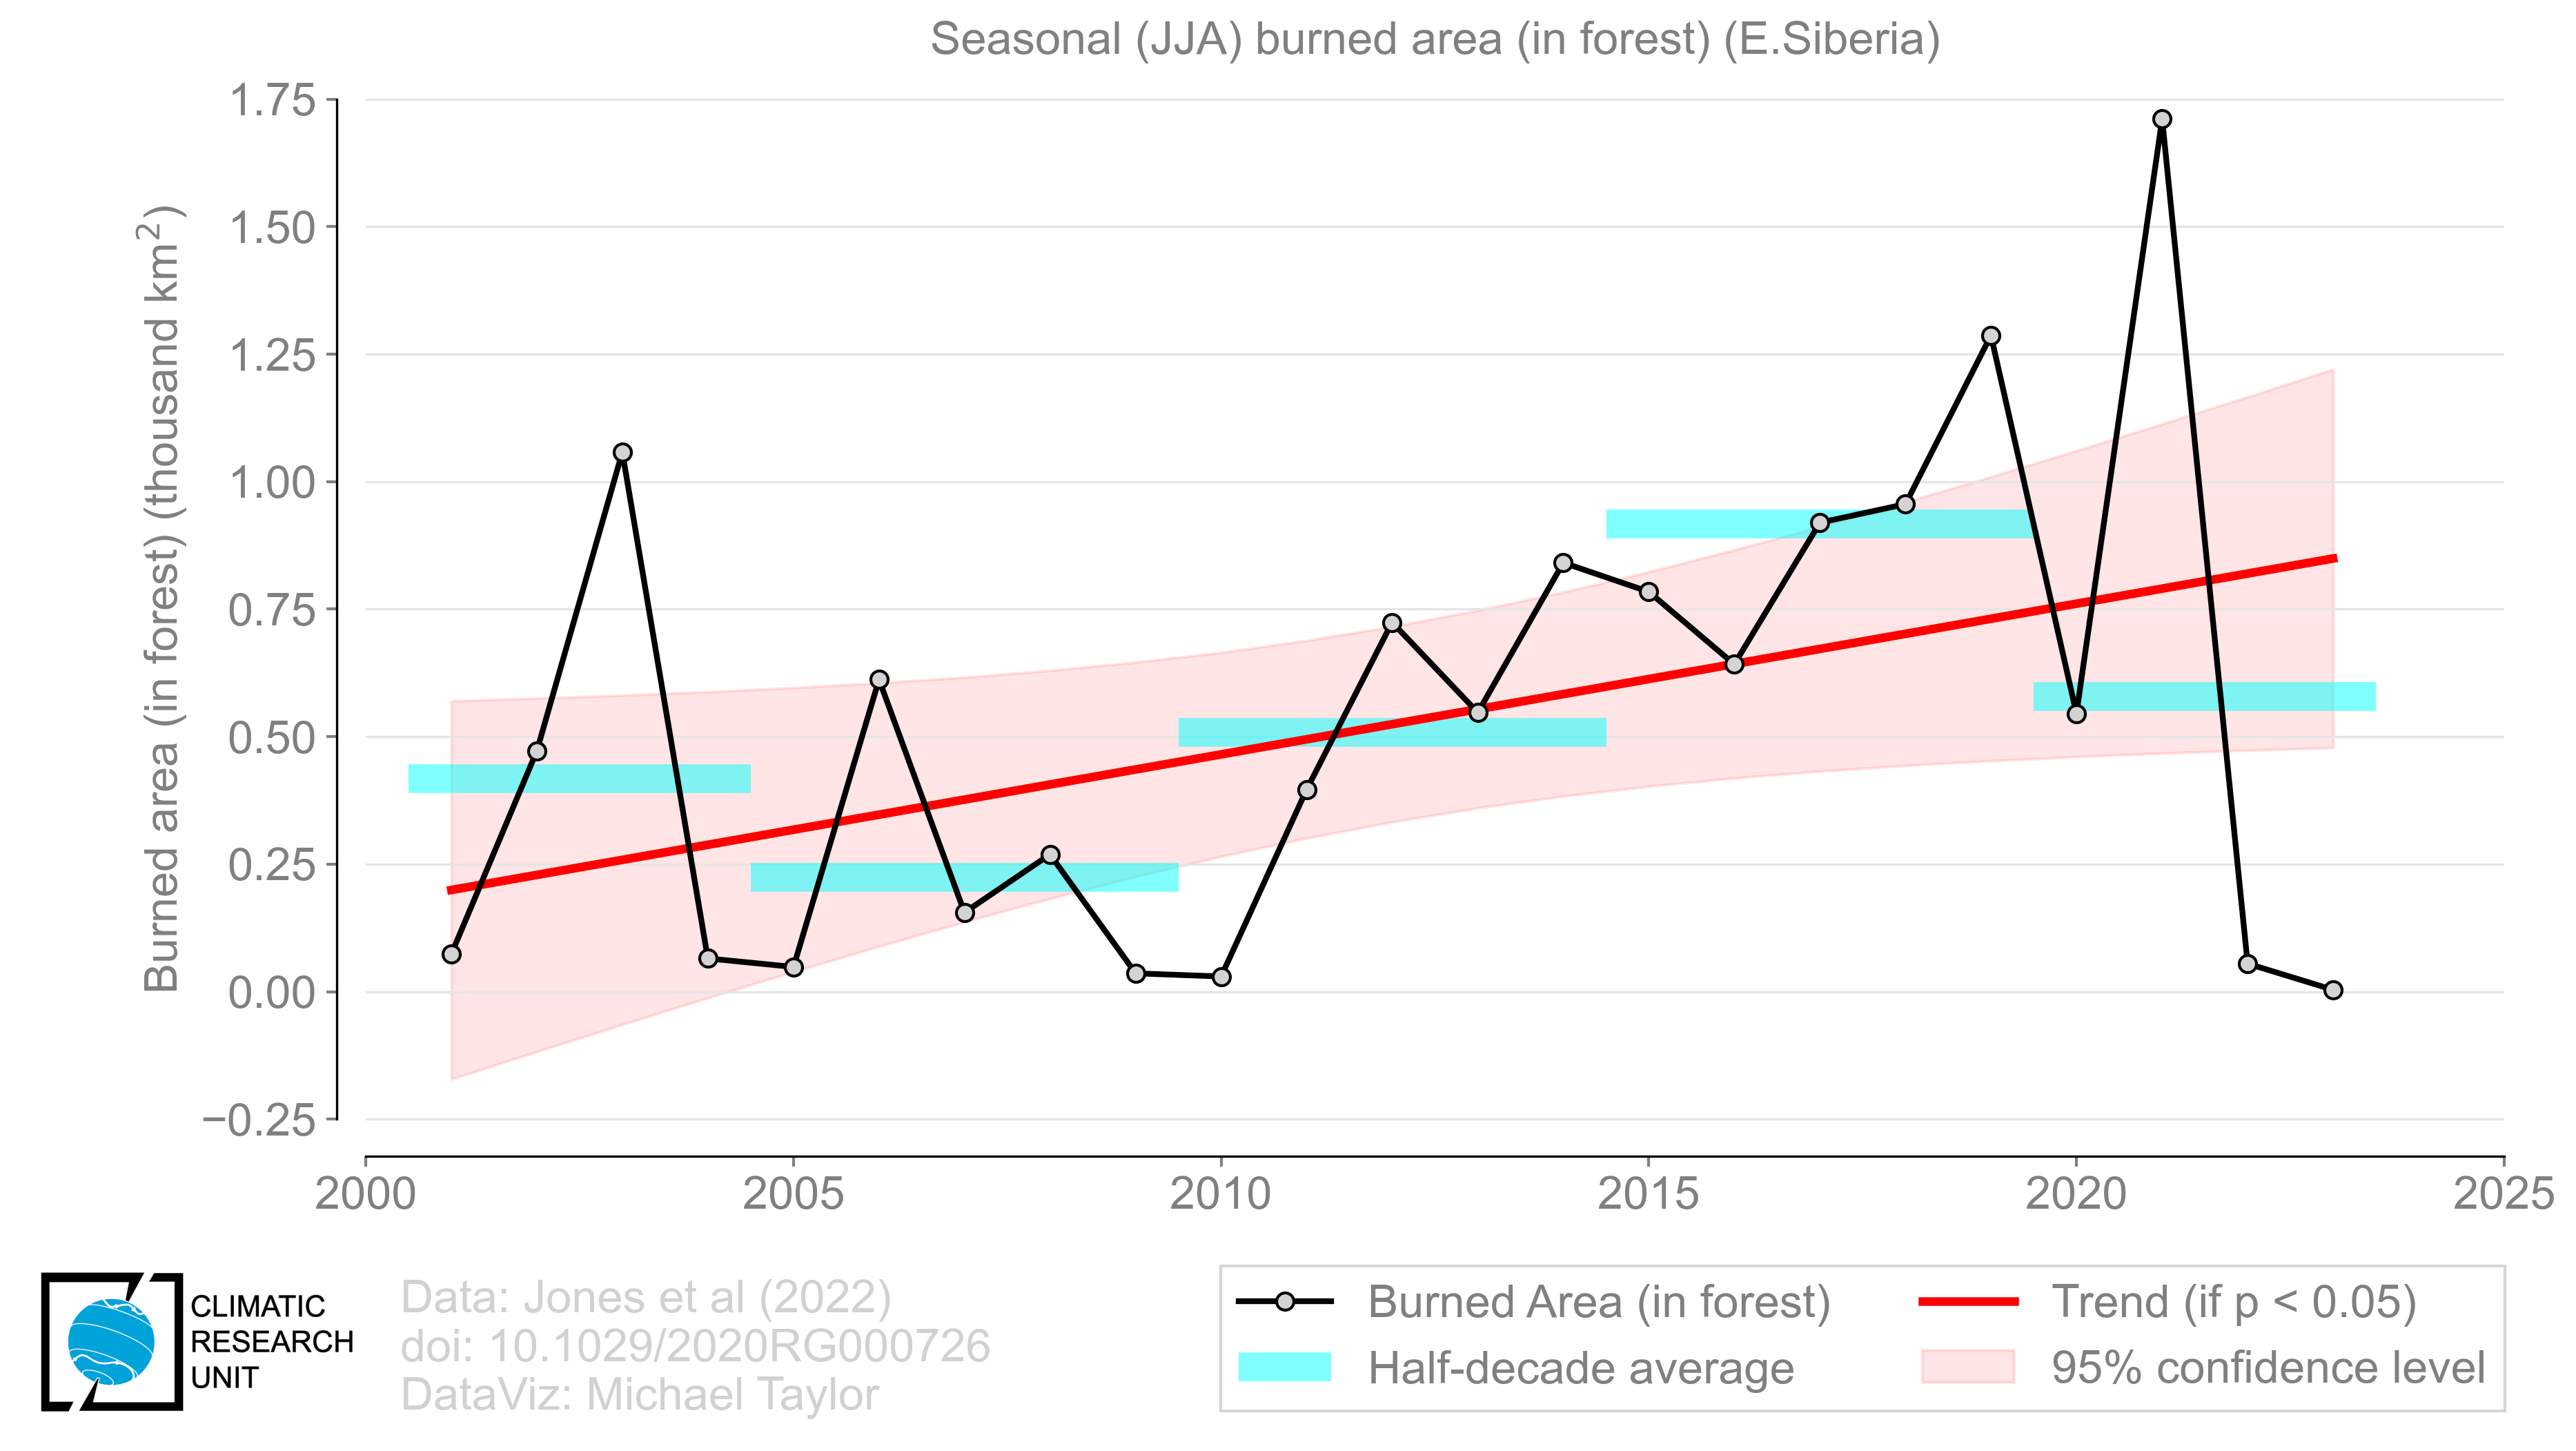 Seasonal (JJA) burned area (in forest) (E.Siberia)
Burned area (in forest) (thousand km²)
1.75
1.50
1.25
1.00
0.75
0.50
0.25
0.00
−0.25
2000 2005 2010 2015 2020 2025
CLIMATIC
RESEARCH
UNIT
Data: Jones et al (2022)
doi: 10.1029/2020RG000726
DataViz: Michael Taylor
Burned Area (in forest) Trend (if p < 0.05)
Half-decade average 95% confidence level